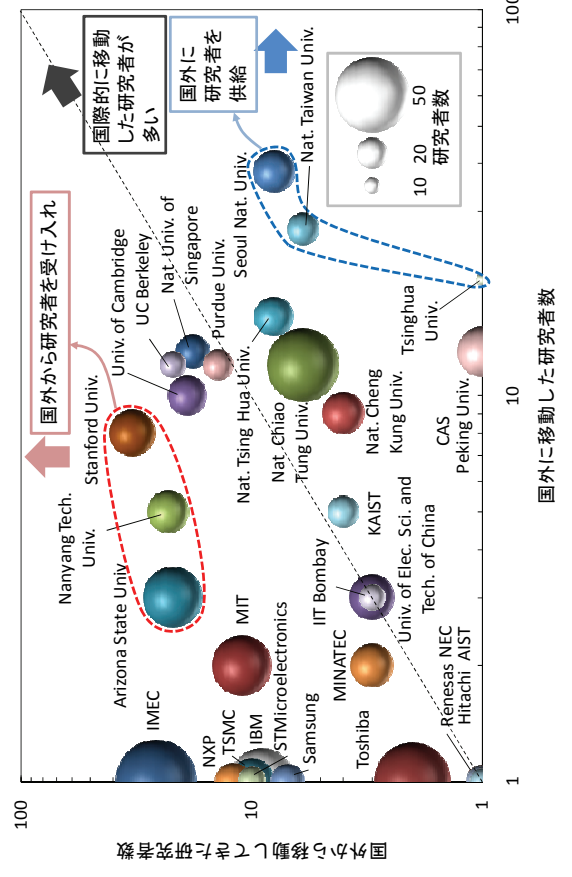 国外から研究者を受け入れ
国際的に移動
した研究者が
多い
国外に
研究者を
供給
Stanford Univ.
Univ. of Cambridge
UC Berkeley
Nat. Univ. of
Singapore
Purdue Univ.
Seoul Nat. Univ.
Nat. Taiwan Univ.
Nanyang Tech.
Univ.
Arizona State Univ.
Nat. Tsing Hua Univ.
Nat. Chiao
Tung Univ.
Nat. Cheng
Kung Univ.
Tsinghua
Univ.
CAS
Peking Univ.
KAIST
IIT Bombay
Univ. of Elec. Sci. and
Tech. of China
MIT
MINATEC
IMEC
NXP
TSMC
IBM
STMicroelectronics
Samsung
Toshiba
Renesas NEC
Hitachi AIST
10 20 50
研究者数
100
10
1
国外から移動してきた研究者数
1 10 100
国外に移動した研究者数